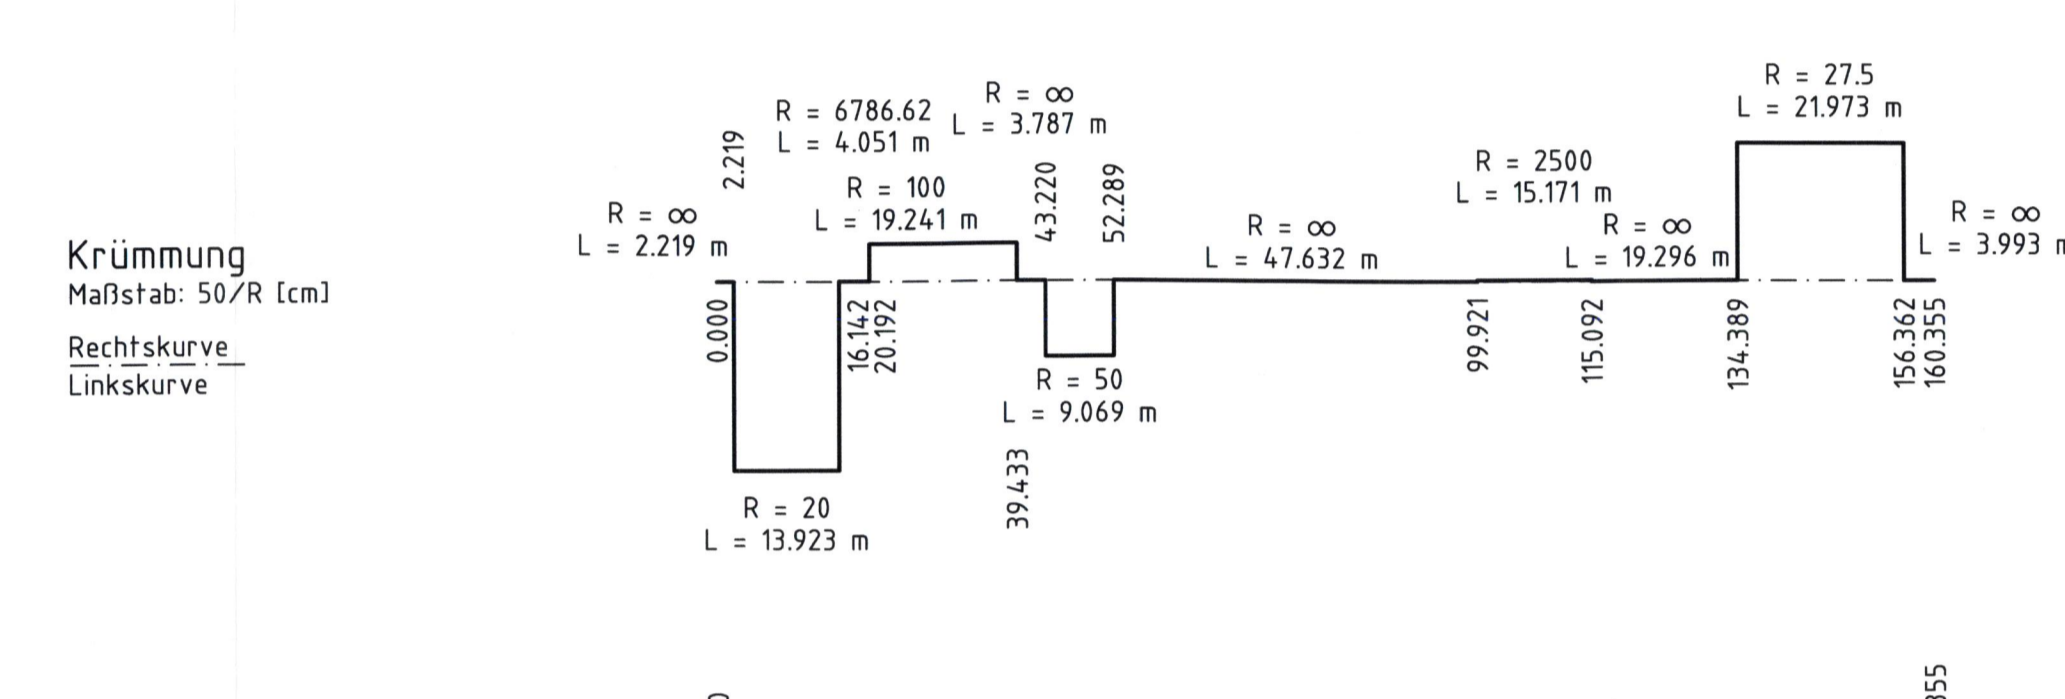 Krümmung
Maßstab: 50/R [cm]
Rechtskurve
Linkskurve
R = ∞
L = 2.219 m
0.000
2.219
R = 20
L = 13.923 m
R = 6786.62
L = 4.051 m
16.142
20.192
R = 100
L = 19.241 m
39.433
R = ∞
L = 3.787 m
43.220
R = 50
L = 9.069 m
52.289
R = ∞
L = 47.632 m
99.921
R = 2500
L = 15.171 m
115.092
R = ∞
L = 19.296 m
134.389
R = 27.5
L = 21.973 m
156.362
160.355
R = ∞
L = 3.993 m